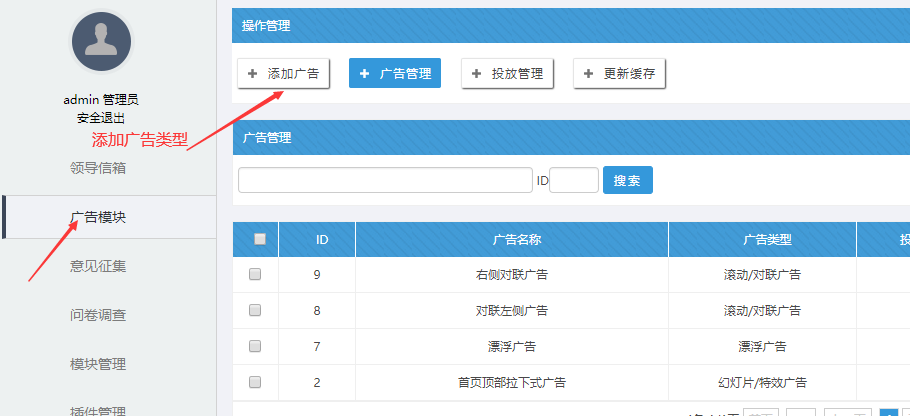 admin 管理员
安全退出
添加广告类型
领导信箱
广告模块
意见征集
问卷调查
模块管理
插件管理
操作管理
添加广告
广告管理
投放管理
更新缓存
广告管理
ID
搜索
ID 广告名称 广告类型 投
9 右侧对联广告 滚动/对联广告
8 对联左侧广告 滚动/对联广告
7 漂浮广告 漂浮广告
2 首页顶部拉下式广告 幻灯片/特效广告